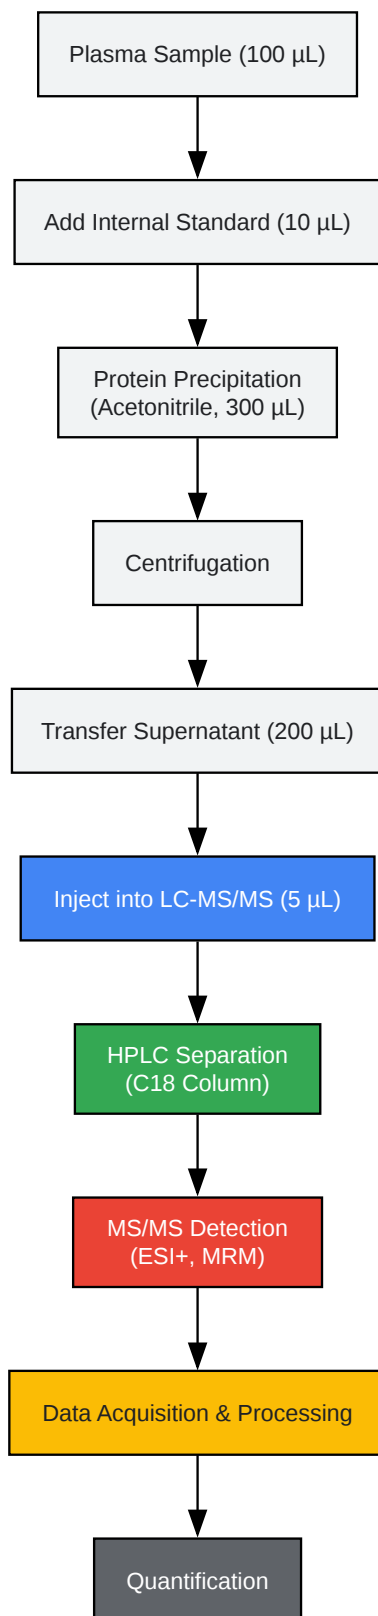 Plasma Sample (100 µL)
Add Internal Standard (10 µL)
Protein Precipitation
(Acetonitrile, 300 µL)
Centrifugation
Transfer Supernatant (200 µL)
Inject into LC-MS/MS (5 µL)
HPLC Separation
(C18 Column)
MS/MS Detection
(ESI+, MRM)
Data Acquisition & Processing
Quantification